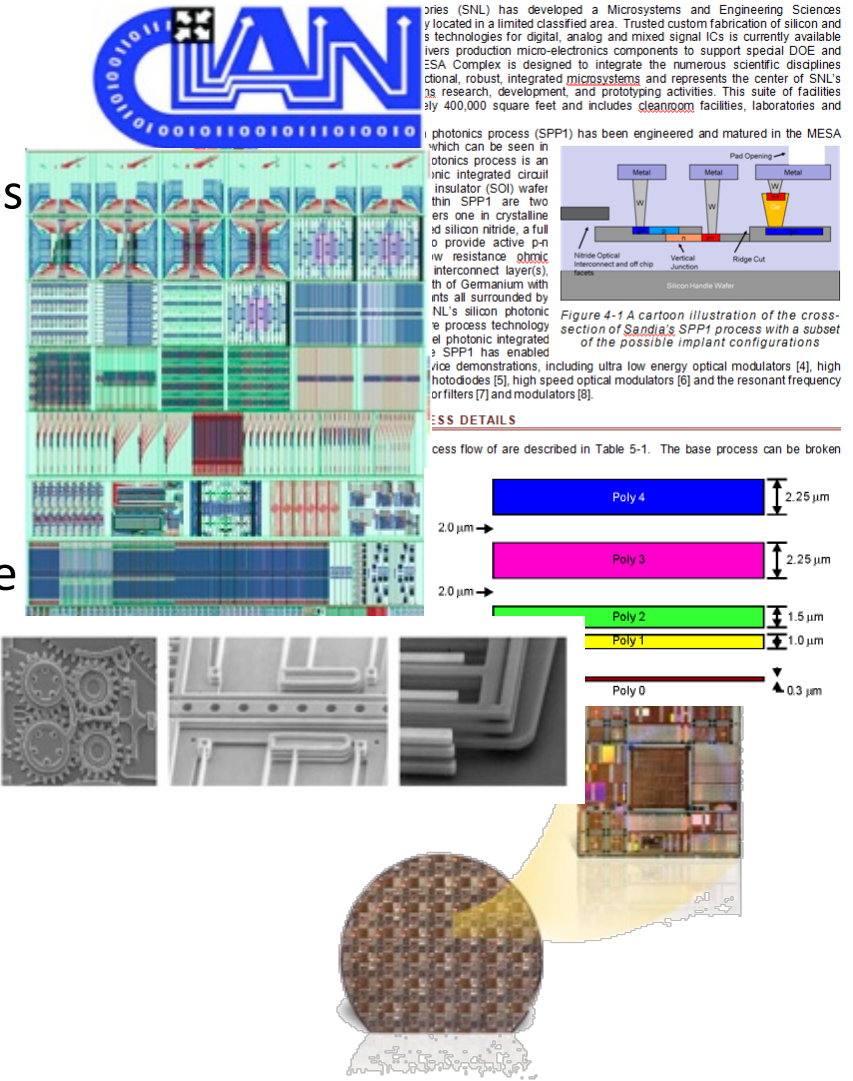 CLAN
ories (SNL) has developed a Microsystems and Engineering Sciences
y located in a limited classified area. Trusted custom fabrication of silicon and
s technologies for digital, analog and mixed signal ICs is currently available
ivers production micro-electronics components to support special DOE and
ESA Complex is designed to integrate the numerous scientific disciplines
ctional, robust, integrated microsystems and represents the center of SNL's
ns research, development, and prototyping activities. This suite of facilities
ely 400,000 square feet and includes cleanroom facilities, laboratories and
photonics process (SPP1) has been engineered and matured in the MESA
which can be seen in
otonics process is an
onic integrated circuit
insulator (SOI) wafer
thin SPP1 are two
ers one in crystalline
ed silicon nitride, a full
o provide active p-n
ow resistance ohmic
interconnect layer(s),
th of Germanium with
nts all surrounded by
NL's silicon photonic
re process technology
el photonic integrated
e SPP1 has enabled
vice demonstrations, including ultra low energy optical modulators [4], high
hotodiodes [5], high speed optical modulators [6] and the resonant frequency
or filters [7] and modulators [8].
Pad Opening
Metal
Metal
Metal
W
W
W
Ge
n
Nitride Optical
Interconnect and off chip
facets
Vertical
Junction
Ridge Cut
Silicon Handle Wafer
Figure 4-1 A cartoon illustration of the cross-
section of Sandia's SPP1 process with a subset
of the possible implant configurations
ESS DETAILS
cess flow of are described in Table 5-1. The base process can be broken
s
e
Poly 4
2.25 μm
2.0 μm
Poly 3
2.25 μm
2.0 μm
Poly 2
1.5 μm
Poly 1
1.0 μm
Poly 0
0.3 μm